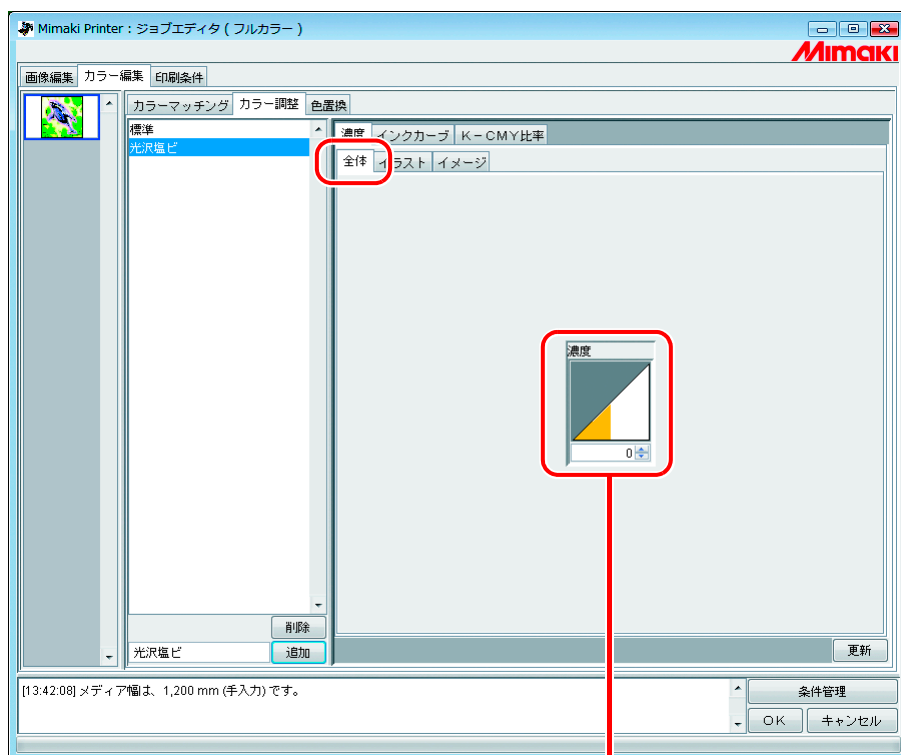 Mimaki Printer : ジョブエディタ ( フルカラー )
Mimaki
画像編集 カラー編集 印刷条件
カラーマッチング カラー調整 色置換
標準
光沢塩ビ
濃度 インクカーブ K-CMY比率
全体 イラスト イメージ
濃度
0
削除
光沢塩ビ 追加
更新
[13:42:08] メディア幅は、1,200 mm (手入力) です。
条件管理
OK キャンセル